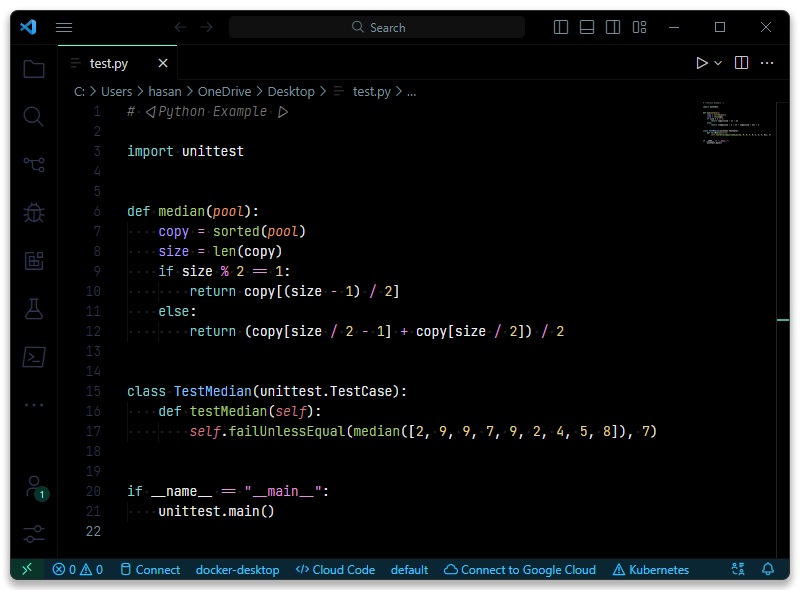 Search
test.py
C: > Users > hasan > OneDrive > Desktop > test.py > ...
1 # ◁Python Example ▷
2
3 import unittest
4
5
6 def median(pool):
7     copy = sorted(pool)
8     size = len(copy)
9     if size % 2 == 1:
10         return copy[(size - 1) / 2]
11     else:
12         return (copy[size / 2 - 1] + copy[size / 2]) / 2
13
14
15 class TestMedian(unittest.TestCase):
16     def testMedian(self):
17         self.failUnlessEqual(median([2, 9, 9, 7, 9, 2, 4, 5, 8]), 7)
18
19
20 if __name__ == "__main__":
21     unittest.main()
22
1
0 0 Connect docker-desktop </> Cloud Code default Connect to Google Cloud Kubernetes